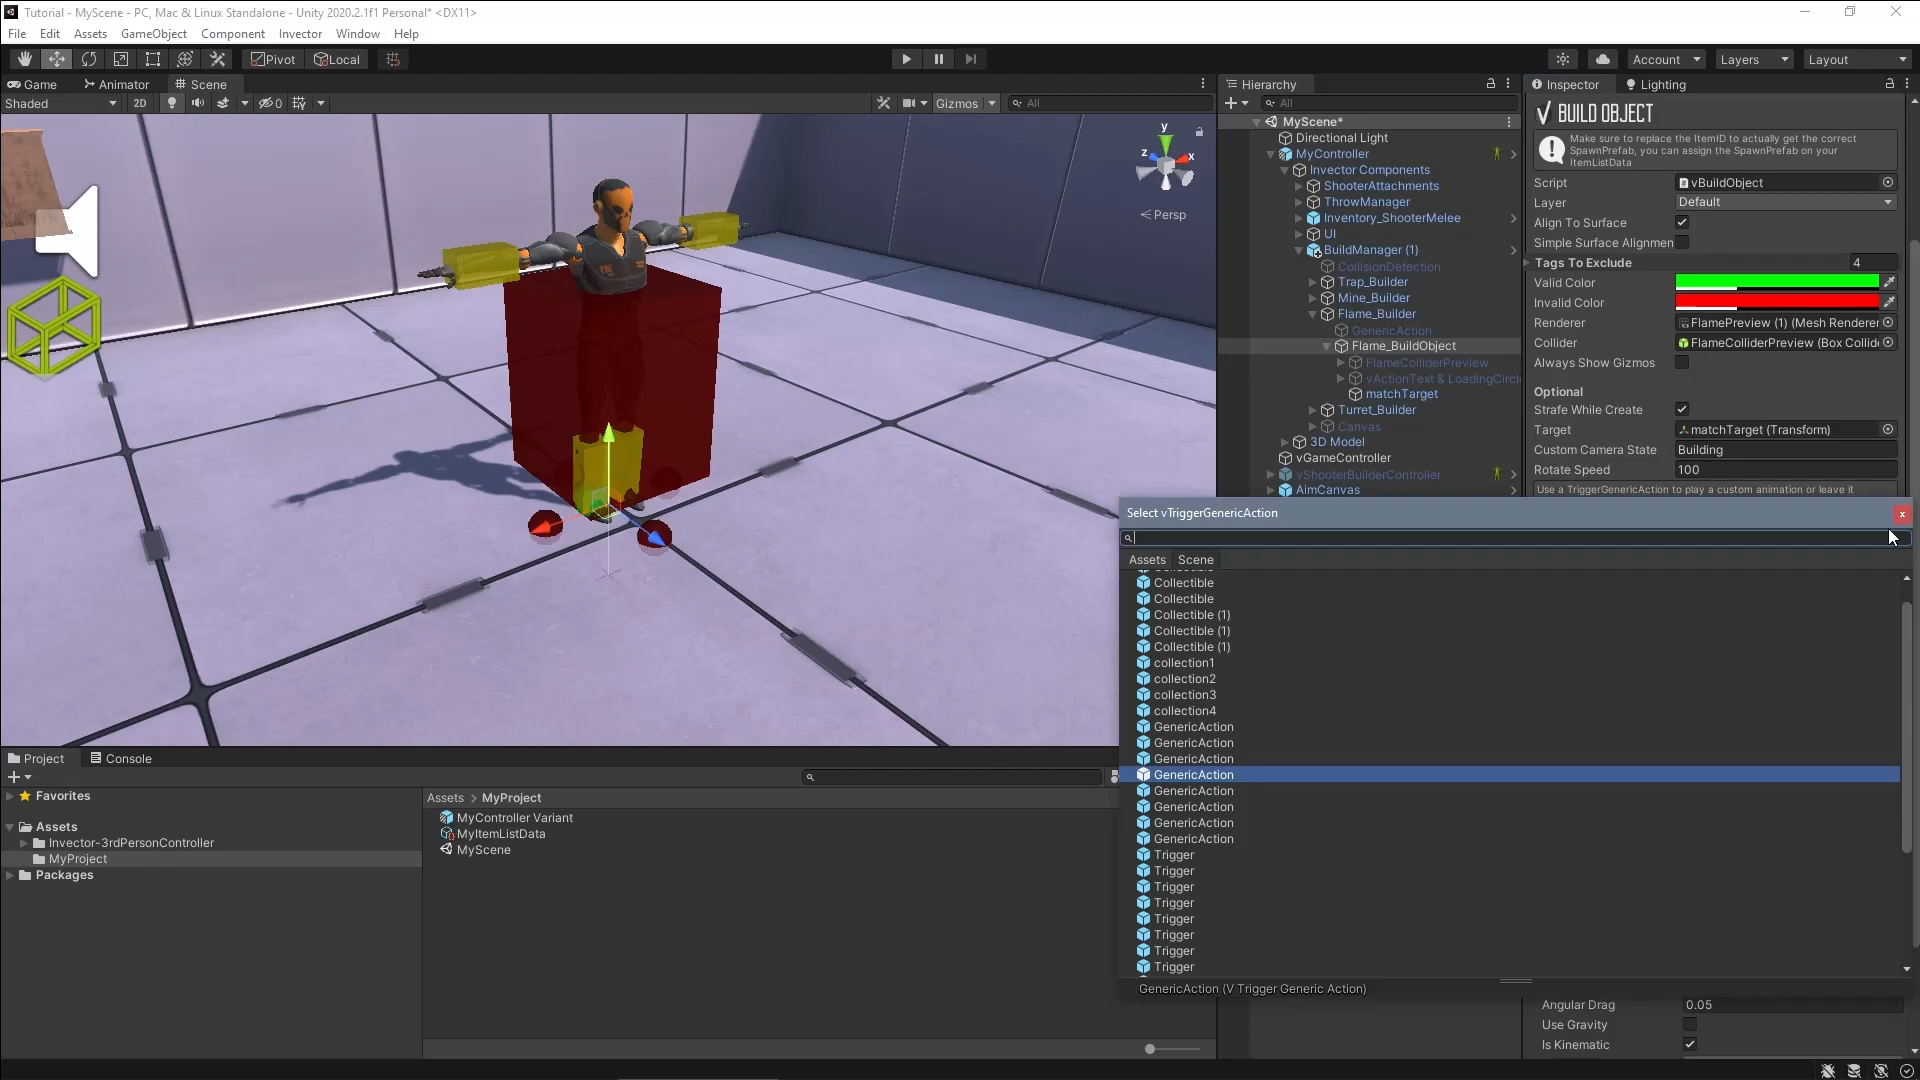 Tutorial - MyScene - PC, Mac & Linux Standalone - Unity 2020.2.1f1 Personal* <DX11>
File Edit Assets GameObject Component Invector Window Help
Pivot Local Account Layers Layout
Game Animator Scene
Shaded 2D 0 Gizmos All
y
z x
Persp
Hierarchy
All
MyScene*
Directional Light
MyController
Invector Components
ShooterAttachments
ThrowManager
Inventory_ShooterMelee
UI
BuildManager (1)
CollisionDetection
Trap_Builder
Mine_Builder
Flame_Builder
GenericAction
Flame_BuildObject
FlameColliderPreview
vActionText & LoadingCircl
matchTarget
Turret_Builder
Canvas
3D Model
vGameController
vShooterBuilderController
AimCanvas
Inspector Lighting
BUILD OBJECT
Make sure to replace the ItemID to actually get the correct
SpawnPrefab, you can assign the SpawnPrefab on your
ItemListData
Script vBuildObject
Layer Default
Align To Surface
Simple Surface Alignmen
Tags To Exclude 4
Valid Color
Invalid Color
Renderer FlamePreview (1) (Mesh Renderer
Collider FlameColliderPreview (Box Collide
Always Show Gizmos
Optional
Strafe While Create
Target matchTarget (Transform)
Custom Camera State Building
Rotate Speed 100
Use a TriggerGenericAction to play a custom animation or leave it
Select vTriggerGenericAction
Assets Scene
Collectible
Collectible
Collectible
Collectible (1)
Collectible (1)
Collectible (1)
collection1
collection2
collection3
collection4
GenericAction
GenericAction
GenericAction
GenericAction
GenericAction
GenericAction
GenericAction
GenericAction
Trigger
Trigger
Trigger
Trigger
Trigger
Trigger
Trigger
Trigger
GenericAction (V Trigger Generic Action)
Angular Drag 0.05
Use Gravity
Is Kinematic
Project Console
Favorites
Assets
Invector-3rdPersonController
MyProject
Packages
Assets > MyProject
MyController Variant
MyItemListData
MyScene